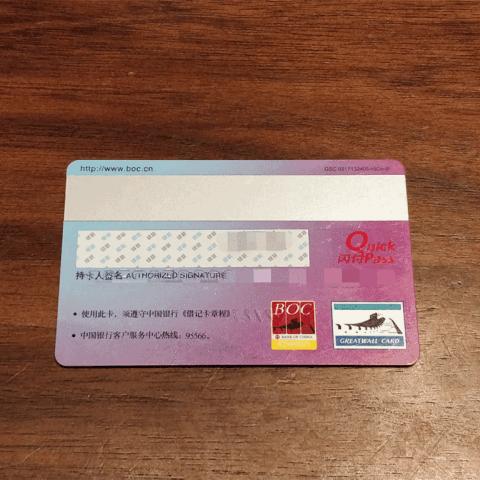 http://www.boc.cn
Quick
闪付Pass
持卡人签名 AUTHORIZED SIGNATURE
• 使用此卡，须遵守中国银行《借记卡章程》
• 中国银行客户服务中心热线：95566。
BOC
BANK OF CHINA
GREATWALL CARD